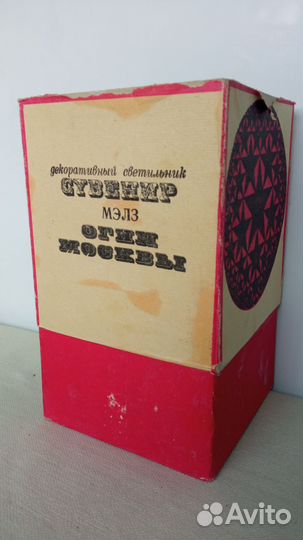 декоративный светильник
СУВЕНИР
МЭЛЗ
ОГНИ
МОСКВЫ
Avito